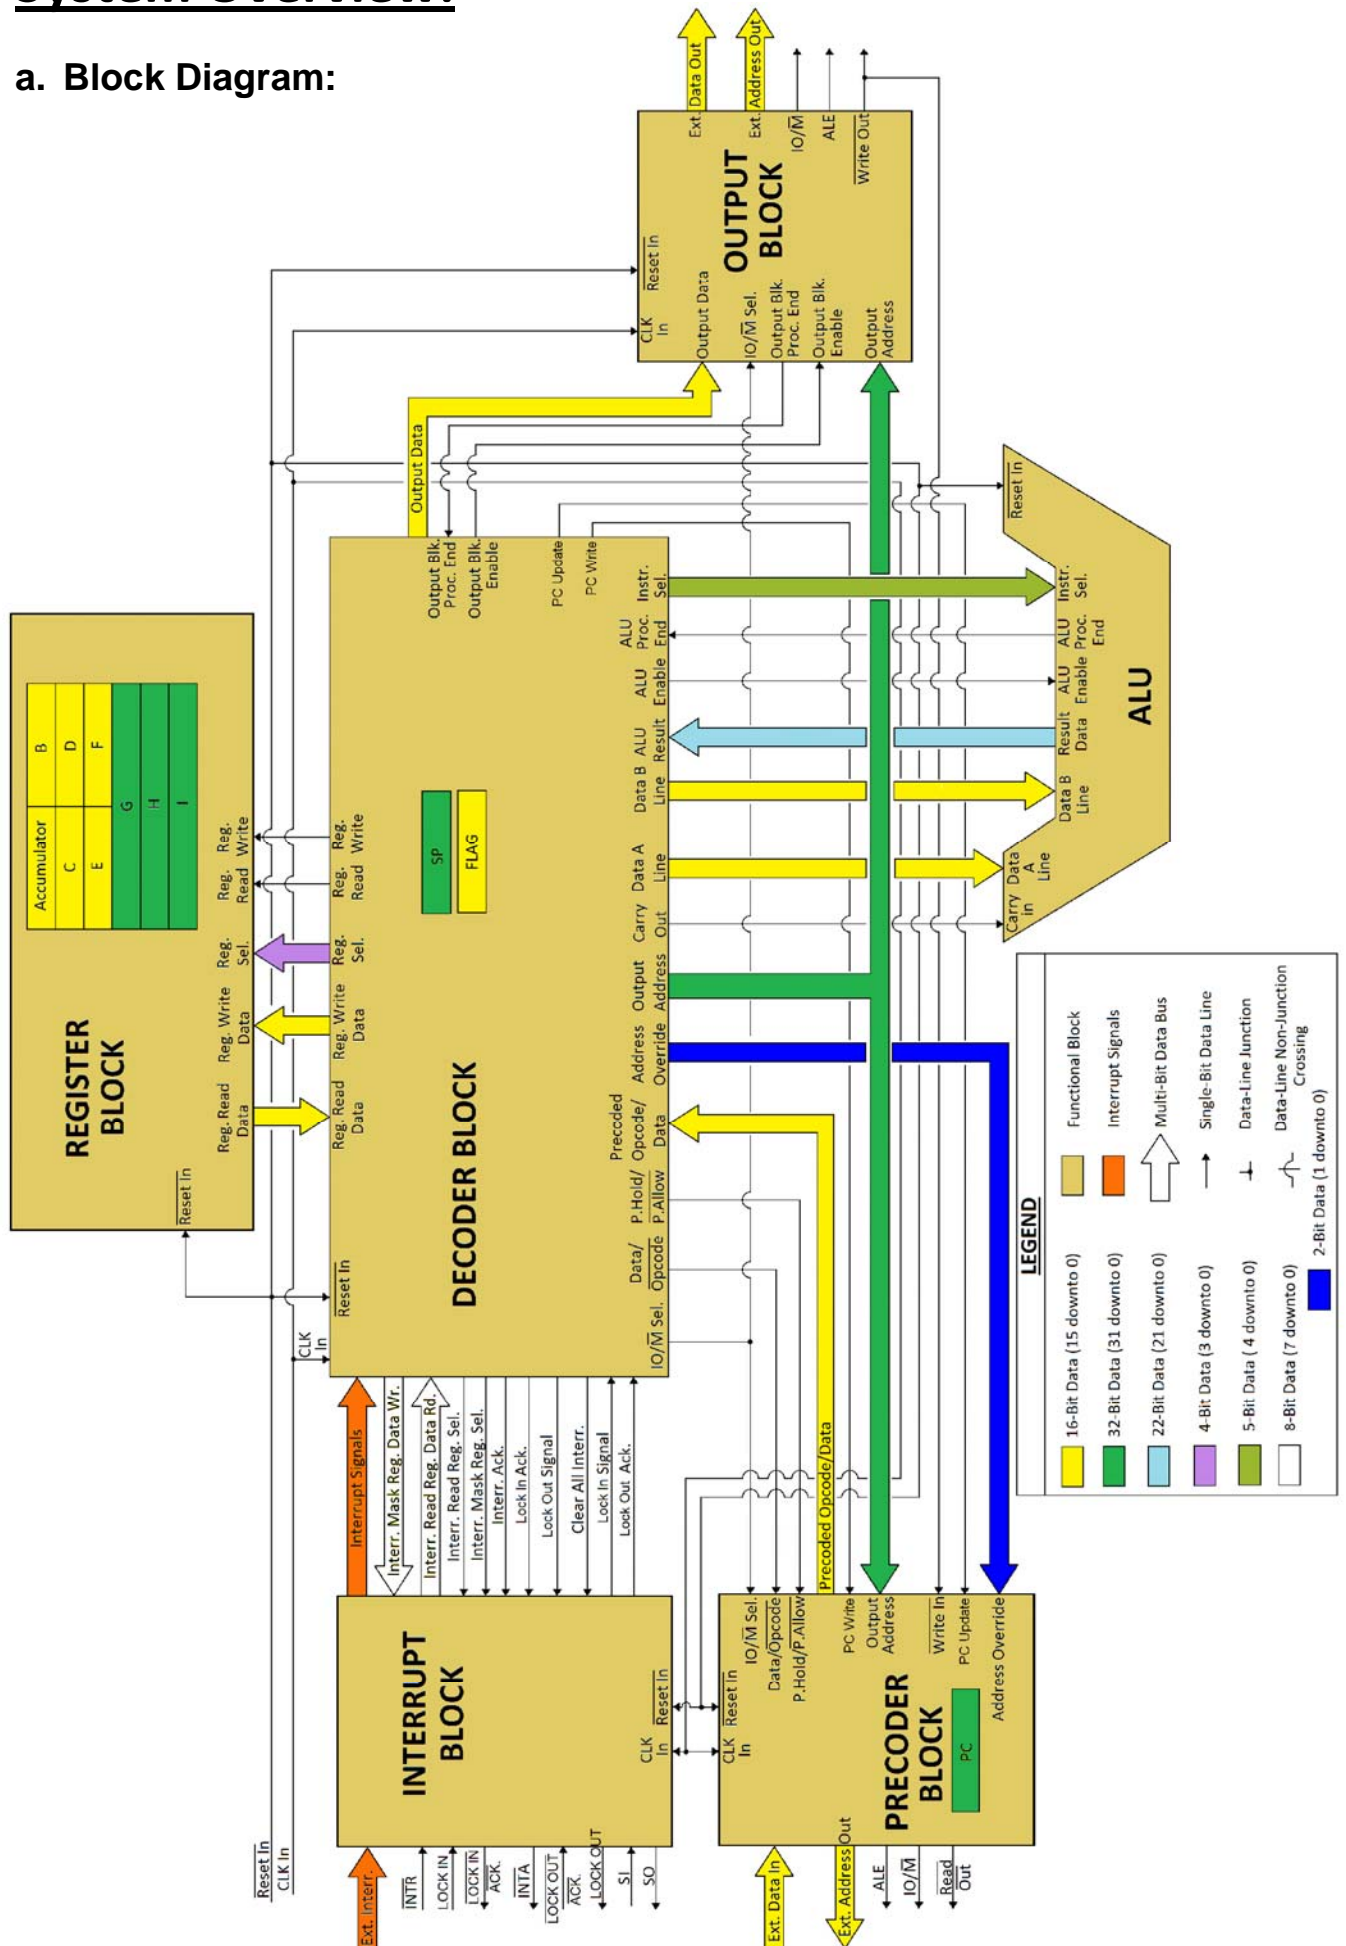 System Overview:
a. Block Diagram:
REGISTER
BLOCK
Accumulator
B
C
D
E
F
G
H
I
Reset In
Reg. Read
Data
Reg. Write
Data
Reg.
Sel.
Reg.
Read
Reg.
Write
DECODER BLOCK
SP
FLAG
CLK
In
Reset In
Reg. Read
Data
Reg. Write
Data
Reg.
Sel.
Reg.
Read
Reg.
Write
Output Blk.
Proc. End
Output Blk.
Enable
PC Update
PC Write
IO/M Sel.
Data/
Opcode
P.Hold/
P.Allow
Precoded
Opcode/
Data
Address
Override
Output
Address
Carry
Out
Data A
Line
Data B
Line
ALU
Result
ALU
Enable
ALU
Proc.
End
Instr.
Sel.
Output Data
OUTPUT
BLOCK
CLK
In
Reset In
Output Data
IO/M Sel.
Output Blk.
Proc. End
Output Blk.
Enable
Output
Address
Ext. Data Out
Ext. Address Out
IO/M
ALE
Write Out
ALU
Carry
in
Data
A
Line
Data B
Line
Result
Data
ALU
Enable
ALU
Proc.
End
Instr.
Sel.
Reset In
Interrupt Signals
Interr. Mask Reg. Data Wr.
Interr. Read Reg. Data Rd.
Interr. Read Reg. Sel.
Interr. Mask Reg. Sel.
Interr. Ack.
Lock In Ack.
Lock Out Signal
Clear All Interr.
Lock In Signal
Lock Out Ack.
INTERRUPT
BLOCK
CLK
In
Reset In
Reset In
CLK In
Ext. Interr.
INTR
LOCK IN
LOCK IN
ACK.
INTA
LOCK OUT
ACK.
LOCK OUT
SI
SO
PRECODER
BLOCK
PC
CLK
In
Reset In
IO/M Sel.
Data/Opcode
P.Hold/P.Allow
Precoded Opcode/Data
PC Write
Output
Address
Write In
PC Update
Address Override
Ext. Data In
Ext. Address Out
ALE
IO/M
Read
Out
LEGEND
16-Bit Data (15 downto 0)
32-Bit Data (31 downto 0)
22-Bit Data (21 downto 0)
4-Bit Data (3 downto 0)
5-Bit Data ( 4 downto 0)
8-Bit Data (7 downto 0)
2-Bit Data (1 downto 0)
Functional Block
Interrupt Signals
Multi-Bit Data Bus
Single-Bit Data Line
Data-Line Junction
Data-Line Non-Junction
Crossing